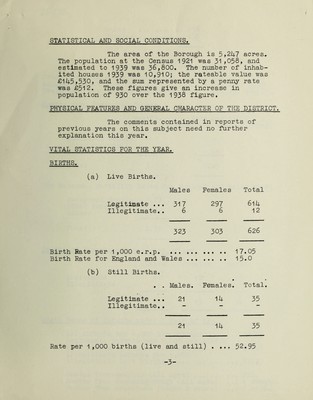 STATISTICAL AND SOCIAL CONDITIONS.
The area of the Borough is 5,247 acres.
The population at the Census 1921 was 31,058, and
estimated to 1939 was 36,800. The number of inhab-
ited houses 1939 was 10,910; the rateable value was
£145,930, and the sum represented by a penny rate
was £512. These figures give an increase in
population of 930 over the 1938 figure.
PHYSICAL FEATURES AND GENERAL CHARACTER OF THE DISTRICT.
The comments contained in reports of
previous years on this subject need no further
explanation this year.
VITAL STATISTICS FOR THE YEAR.
BIRTHS.
(a) Live Births.
Males Females Total
Legitimate ... 317 297 614
Illegitimate.. 6 6 12
323 303 626
Birth Rate per 1,000 e.r.p. ... ... ... .. 17.05
Birth Rate for England and Wales ... ... .. 15.0
(b) Still Births.
. . Males. Females. Total.
Legitimate ... 21 14 35
Illegitimate.. - - -
21 14 35
Rate per 1,000 births (live and still) . ... 52.95
-3-